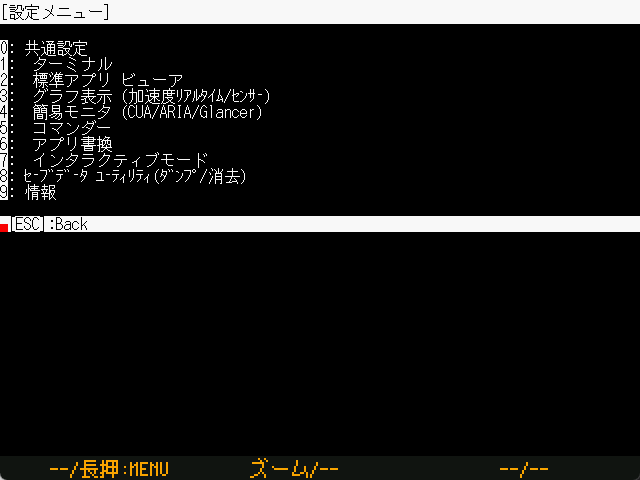 [設定メニュー]
0: 共通設定
1: ターミナル
2: 標準アプリ ビューア
3: グラフ表示 (加速度ﾘｱﾙﾀｲﾑ/ｾﾝｻｰ)
4: 簡易モニタ (CUA/ARIA/Glancer)
5: コマンダー
6: アプリ書換
7: インタラクティブモード
8: ｾｰﾌﾞﾃﾞｰﾀ ﾕｰﾃｨﾘﾃｨ(ﾀﾞﾝﾌﾟ/消去)
9: 情報
[ESC]:Back
--/長押:MENU ズーム/-- --/--